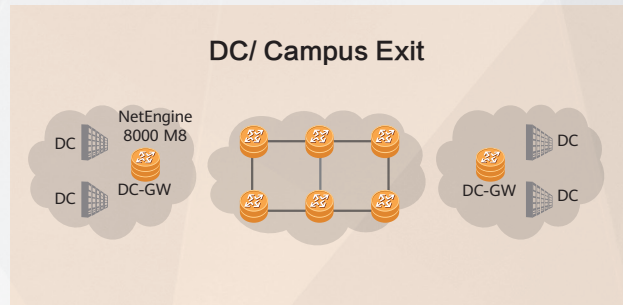 DC/ Campus Exit
NetEngine
8000 M8
DC
DC-GW
DC
DC
DC-GW
DC